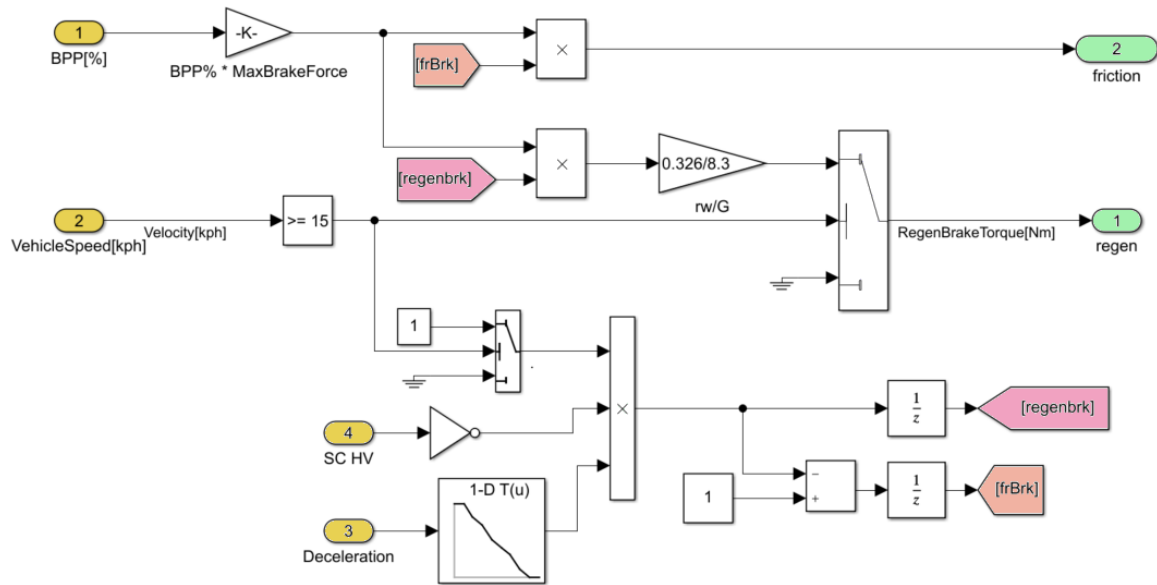 1
BPP[%]
-K-
BPP% * MaxBrakeForce
[frBrk]
×
2
friction
[regenbrk]
×
0.326/8.3
rw/G
2
VehicleSpeed[kph]
Velocity[kph]
>= 15
RegenBrakeTorque[Nm]
1
regen
1
4
SC HV
×
1
z
[regenbrk]
1
−
+
1
z
[frBrk]
1-D T(u)
3
Deceleration